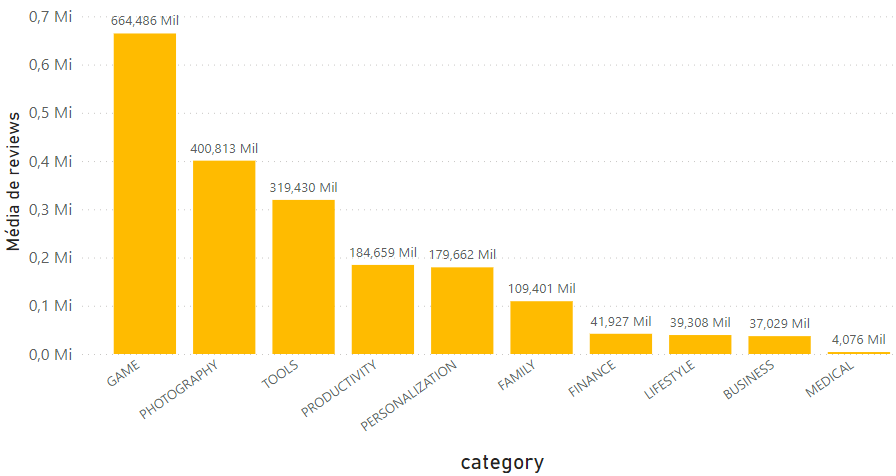 Média de reviews
0,7 Mi
0,6 Mi
0,5 Mi
0,4 Mi
0,3 Mi
0,2 Mi
0,1 Mi
0,0 Mi
664,486 Mil
400,813 Mil
319,430 Mil
184,659 Mil
179,662 Mil
109,401 Mil
41,927 Mil
39,308 Mil
37,029 Mil
4,076 Mil
GAME
PHOTOGRAPHY
TOOLS
PRODUCTIVITY
PERSONALIZATION
FAMILY
FINANCE
LIFESTYLE
BUSINESS
MEDICAL
category